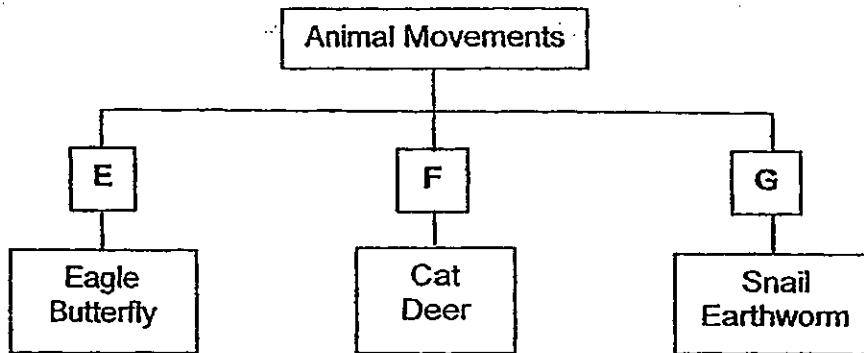 Animal Movements
E
F
G
Eagle
Butterfly
Cat
Deer
Snail
Earthworm